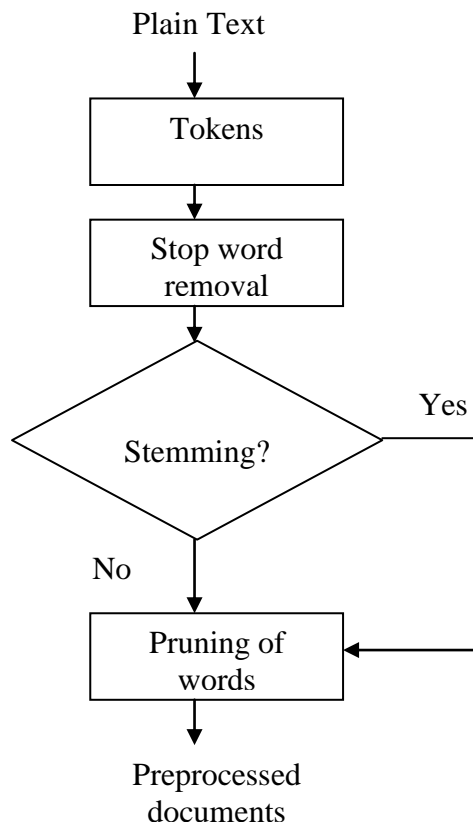 Plain Text
Tokens
Stop word
removal
Yes
Stemming?
No
Pruning of
words
Preprocessed
documents